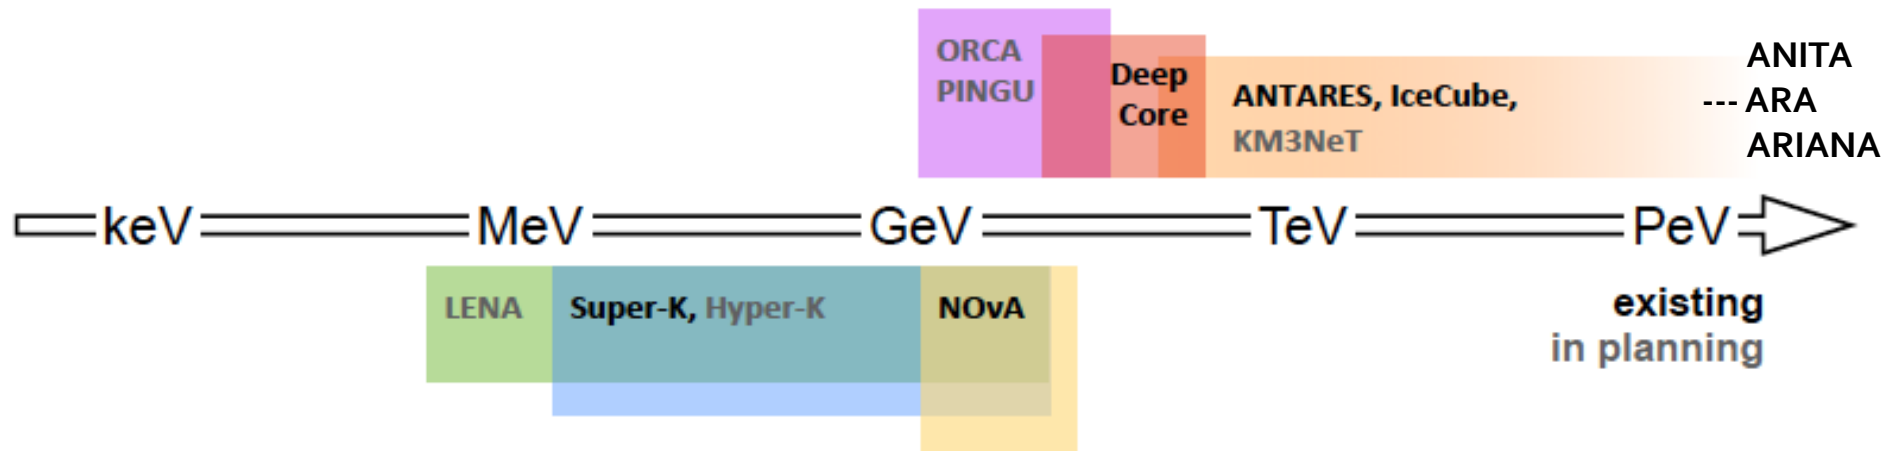 ORCA
PINGU
Deep
Core
ANTARES, IceCube,
KM3NeT
ANITA
--- ARA
ARIANA
keV MeV GeV TeV PeV
LENA Super-K, Hyper-K NOvA
existing
in planning